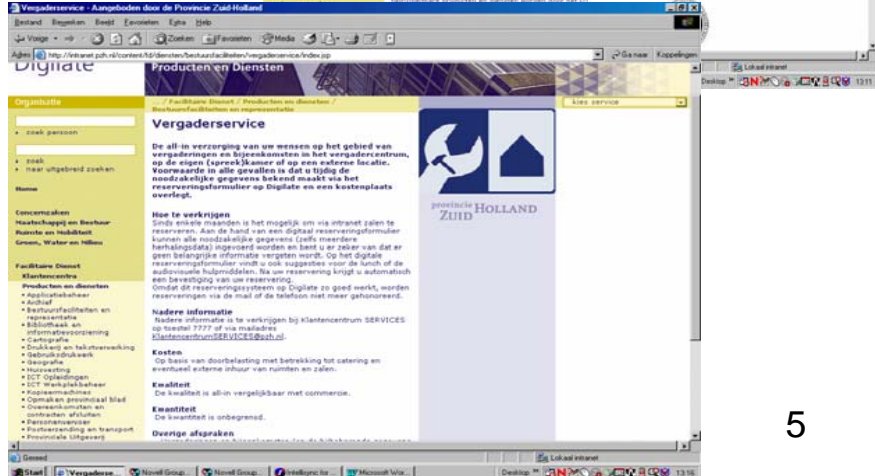 Vergaderservice - Aangeboden door de Provincie Zuid-Holland
Bestand Bewerken Beeld Favorieten Extra Help
Vorige Zoeken Favorieten Media
Adres http://intranet.pzh.nl/content/fd/diensten/bestuursfaciliteiten/vergaderservice/index.jsp Ga naar Koppelingen
Digilate
Producten en Diensten
Organisatie
zoek persoon
zoek
naar uitgebreid zoeken
Home
Concernzaken
Maatschappij en Bestuur
Ruimte en Mobiliteit
Groen, Water en Milieu
Facilitaire Dienst
Klantencentra
Producten en diensten
Applicatiebeheer
Archief
Bestuursfaciliteiten en
representatie
Bibliotheek en
informatievoorziening
Cartografie
Drukkerij en tekstverwerking
Gebruiksdrukwerk
Geografie
Huisvesting
ICT Opleidingen
ICT Werkplekbeheer
Kopieermachines
Opmaken provinciaal blad
Overeenkomsten en
contracten afsluiten
Personenvervoer
Postverzending en transport
Provinciale Uitgeverij
... / Facilitaire Dienst / Producten en diensten /
Bestuursfaciliteiten en representatie
Vergaderservice
De all-in verzorging van uw wensen op het gebied van
vergaderingen en bijeenkomsten in het vergadercentrum,
op de eigen (spreek)kamer of op een externe locatie.
Voorwaarde in alle gevallen is dat u tijdig de
noodzakelijke gegevens bekend maakt via het
reserveringsformulier op Digilate en een kostenplaats
overlegt.
Hoe te verkrijgen
Sinds enkele maanden is het mogelijk om via intranet zalen te
reserveren. Aan de hand van een digitaal reserveringsformulier
kunnen alle noodzakelijke gegevens (zelfs meerdere
herhalingsdata) ingevoerd worden en bent u er zeker van dat er
geen belangrijke informatie vergeten wordt. Op het digitale
reserveringsformulier vindt u ook suggesties voor de lunch of de
audiovisuele hulpmiddelen. Na uw reservering krijgt u automatisch
een bevestiging van uw reservering.
Omdat dit reserveringssysteem op Digilate zo goed werkt, worden
reserveringen via de mail of de telefoon niet meer gehonoreerd.
Nadere informatie
Nadere informatie is te verkrijgen bij Klantencentrum SERVICES
op toestel 7777 of via mailadres
KlantencentrumSERVICES@pzh.nl.
Kosten
Op basis van doorbelasting met betrekking tot catering en
eventueel externe inhuur van ruimten en zalen.
Kwaliteit
De kwaliteit is all-in vergelijkbaar met commercie.
Kwantiteit
De kwantiteit is onbegrensd.
Overige afspraken
provincie HOLLAND
ZUID
kies service
Lokaal intranet
Desktop 13:11
5
Gereed Lokaal intranet
Start Vergaderse... Novell Group... Novell Group... Intellisync for ... Microsoft Wor... Desktop 13:16